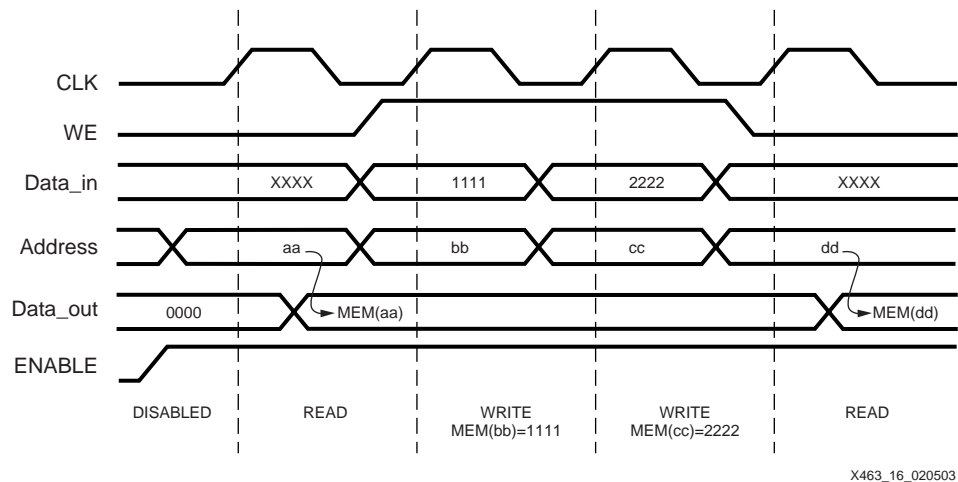 CLK
WE
Data_in XXXX 1111 2222 XXXX
Address aa bb cc dd
Data_out 0000 MEM(aa) MEM(dd)
ENABLE
DISABLED READ WRITE WRITE READ
MEM(bb)=1111 MEM(cc)=2222
X463_16_020503